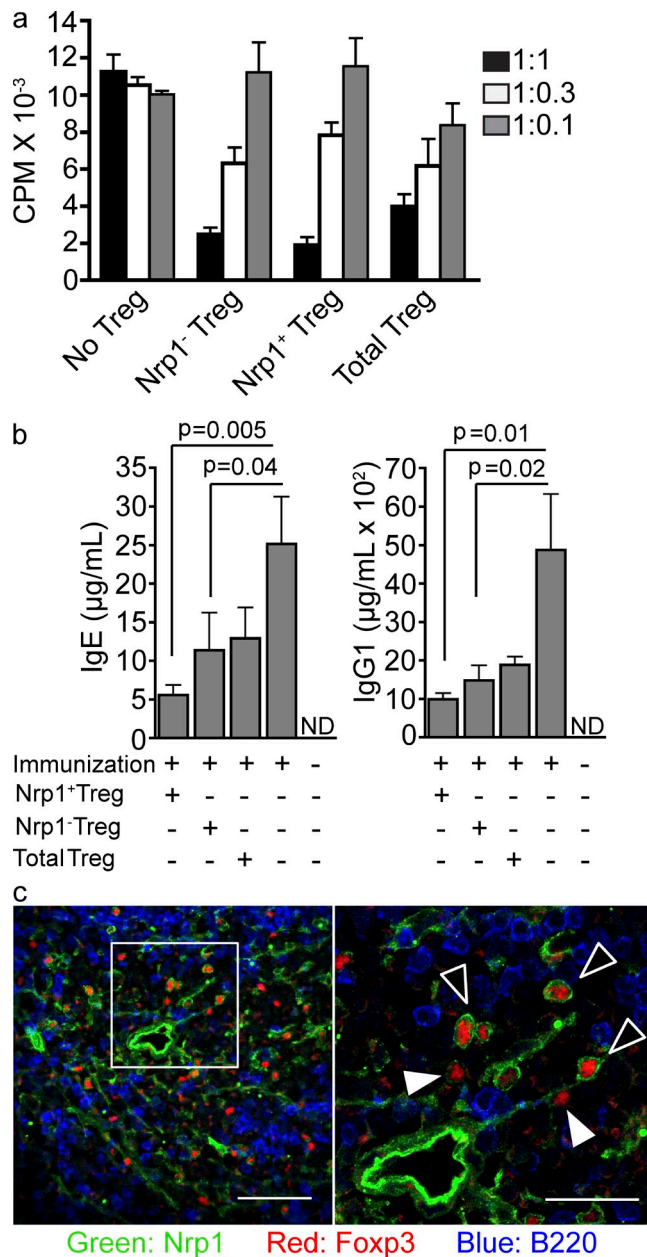 a
CPM X 10⁻³
14
12
10
8
6
4
2
0
1:1
1:0.3
1:0.1
No Treg
Nrp1⁻ Treg
Nrp1⁺ Treg
Total Treg
b
p=0.005
p=0.04
IgE (µg/mL)
35
30
25
20
15
10
5
0
ND
p=0.01
p=0.02
IgG1 (µg/mL x 10²)
70
60
50
40
30
20
10
0
ND
Immunization + + + + - + + + + -
Nrp1⁺Treg + - - - - + - - - -
Nrp1⁻Treg - + - - - - + - - -
Total Treg - - + - - - - + - -
c
Green: Nrp1 Red: Foxp3 Blue: B220